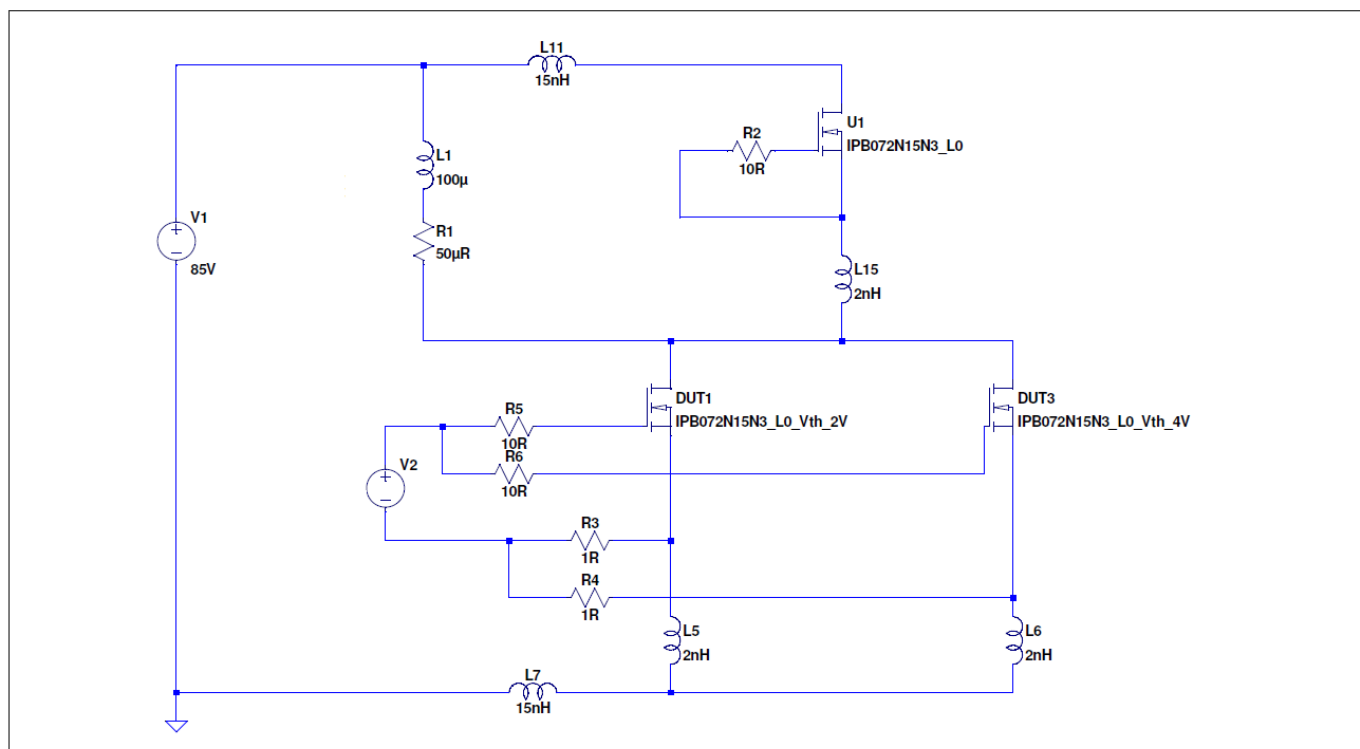 L11
15nH
U1
IPB072N15N3_L0
R2
10R
L1
100µ
V1
85V
R1
50µR
L15
2nH
DUT1
IPB072N15N3_L0_Vth_2V
DUT3
IPB072N15N3_L0_Vth_4V
R5
10R
R6
10R
V2
R3
1R
R4
1R
L5
2nH
L6
2nH
L7
15nH